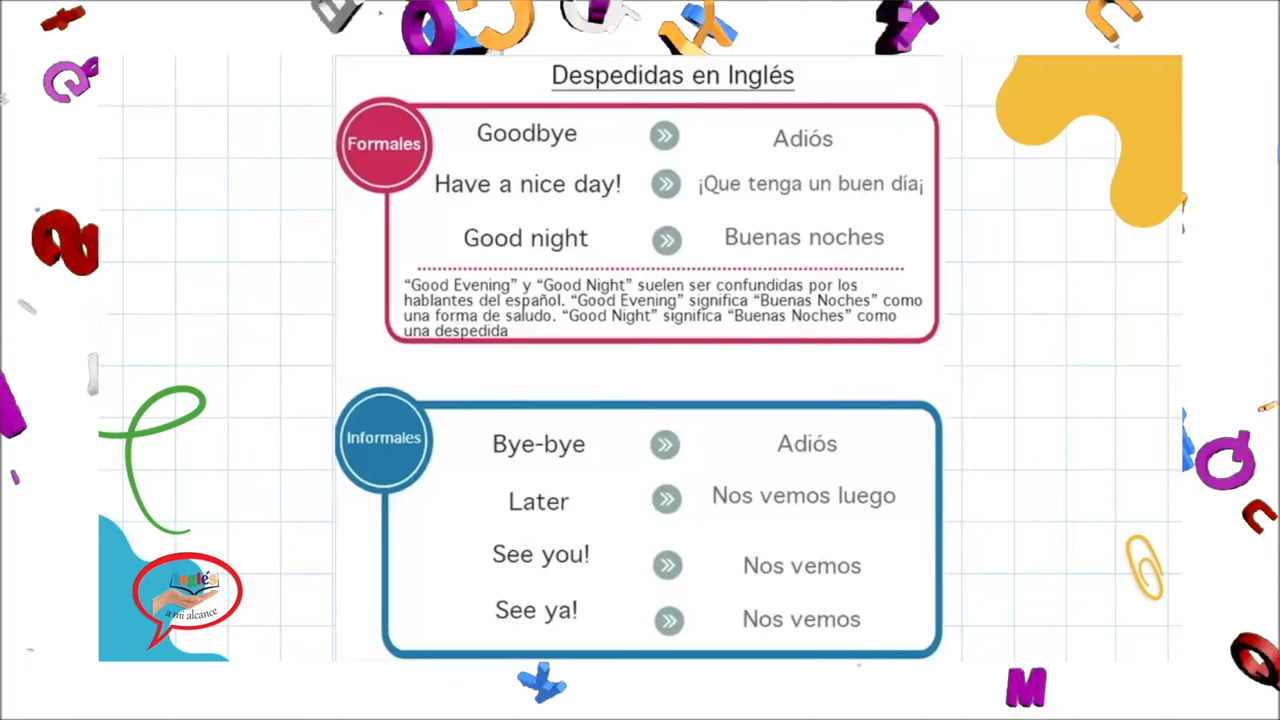 Despedidas en Inglés
Formales
Goodbye » Adiós
Have a nice day! » ¡Que tenga un buen día¡
Good night » Buenas noches
“Good Evening” y “Good Night” suelen ser confundidas por los
hablantes del español. “Good Evening” significa “Buenas Noches” como
una forma de saludo. “Good Night” significa “Buenas Noches” como
una despedida
Informales
Bye-bye » Adiós
Later » Nos vemos luego
See you! » Nos vemos
See ya! » Nos vemos
inglés
a mi alcance